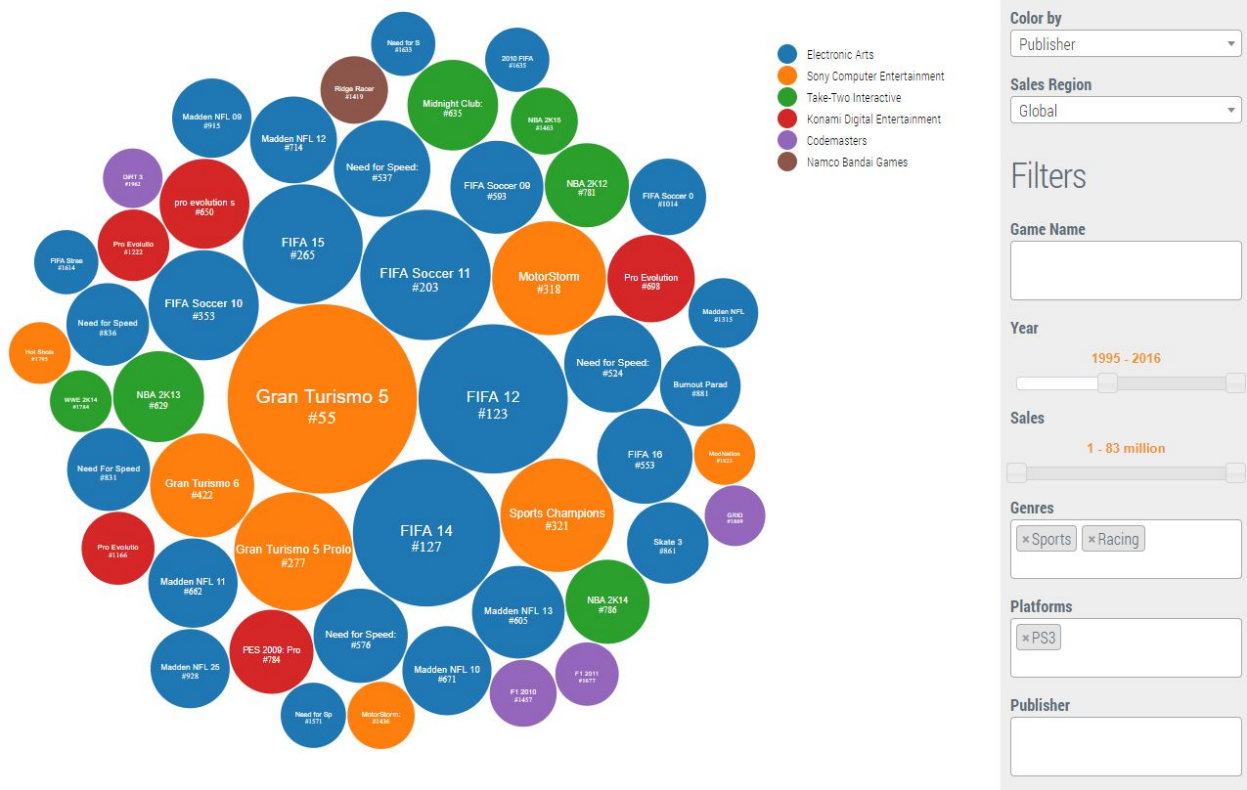 Need for S
#1633
2010 FIFA
#1635
Ridge Racer
#1419
Midnight Club:
#635
NBA 2K15
#1463
Madden NFL 09
#915
Madden NFL 12
#714
Need for Speed:
#537
FIFA Soccer 09
#593
NBA 2K12
#781
FIFA Soccer 0
#1014
DiRT 3
#1962
pro evolution s
#650
Pro Evolutio
#1222
FIFA 15
#265
FIFA Soccer 11
#203
MotorStorm
#318
Pro Evolution
#698
FIFA Stree
#1614
FIFA Soccer 10
#353
Need for Speed
#836
Madden NFL
#1315
Hot Shots
#1795
Need for Speed:
#524
Burnout Parad
#881
WWE 2K14
#1784
NBA 2K13
#629
Gran Turismo 5
#55
FIFA 12
#123
FIFA 16
#553
ModNation
Need For Speed
#831
Gran Turismo 6
#422
Sports Champions
#321
GRID
Pro Evolutio
#1166
Gran Turismo 5 Prolo
#277
FIFA 14
#127
Skate 3
#861
Madden NFL 11
#662
NBA 2K14
#786
Madden NFL 13
#605
Need for Speed:
#576
PES 2009: Pro
#784
Madden NFL 25
#928
Madden NFL 10
#671
F1 2010
#1457
F1 2011
#1677
Need for Sp
#1571
MotorStorm:
#1436
Electronic Arts
Sony Computer Entertainment
Take-Two Interactive
Konami Digital Entertainment
Codemasters
Namco Bandai Games
Color by
Publisher
Sales Region
Global
Filters
Game Name
Year
1995 - 2016
Sales
1 - 83 million
Genres
×Sports ×Racing
Platforms
×PS3
Publisher